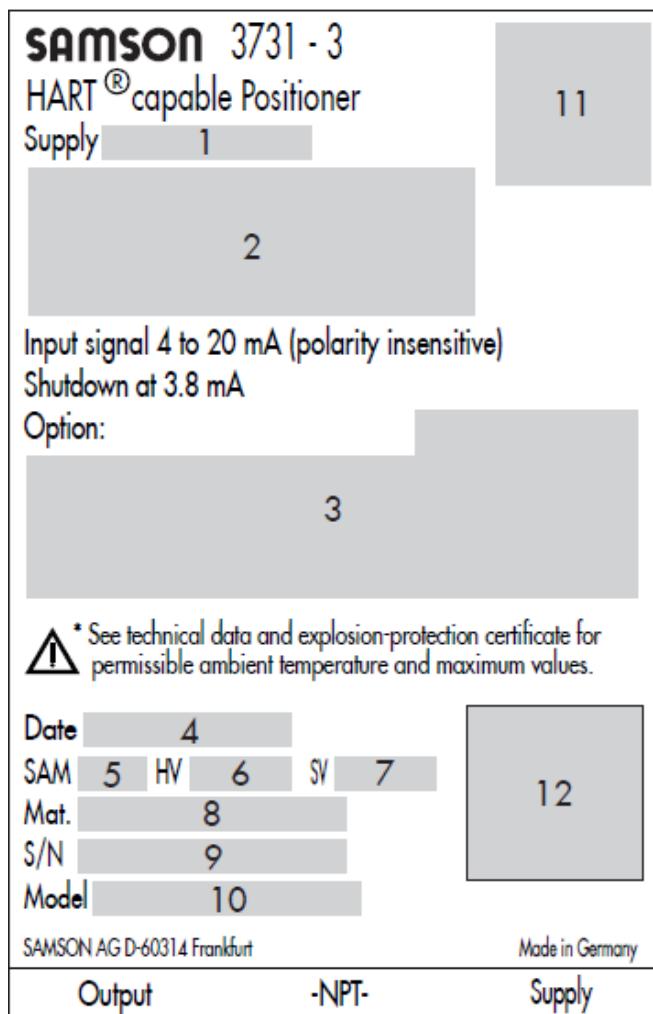 SAMSON 3731 - 3
HART ® capable Positioner
11
Supply 1
2
Input signal 4 to 20 mA (polarity insensitive)
Shutdown at 3.8 mA
Option:
3
* See technical data and explosion-protection certificate for
permissible ambient temperature and maximum values.
Date 4
SAM 5 HV 6 SV 7
12
Mat. 8
S/N 9
Model 10
SAMSON AG D-60314 Frankfurt Made in Germany
Output -NPT- Supply